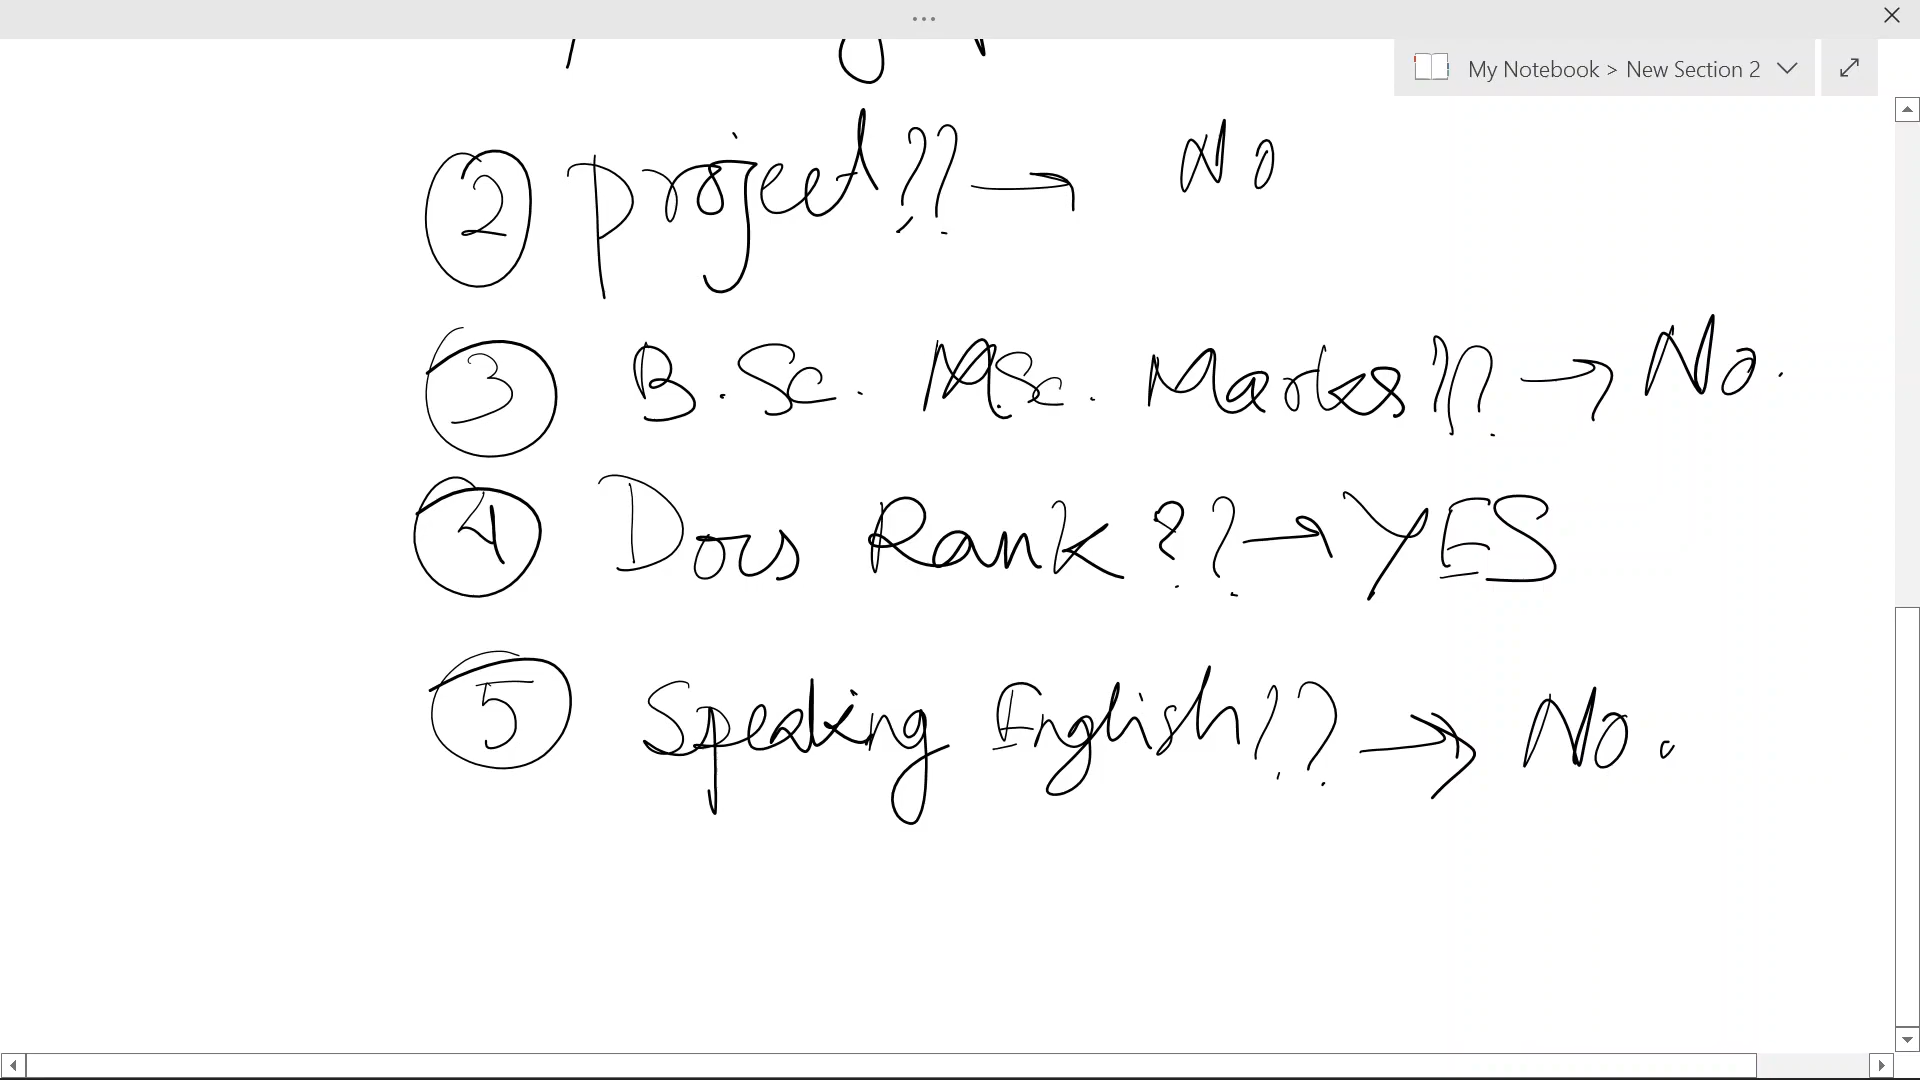 ...
My Notebook > New Section 2
② project?? → No
③ B.Sc. M.Sc. Marks?? → No.
④ Does Rank ?? → YES
⑤ Speaking English?? → No.